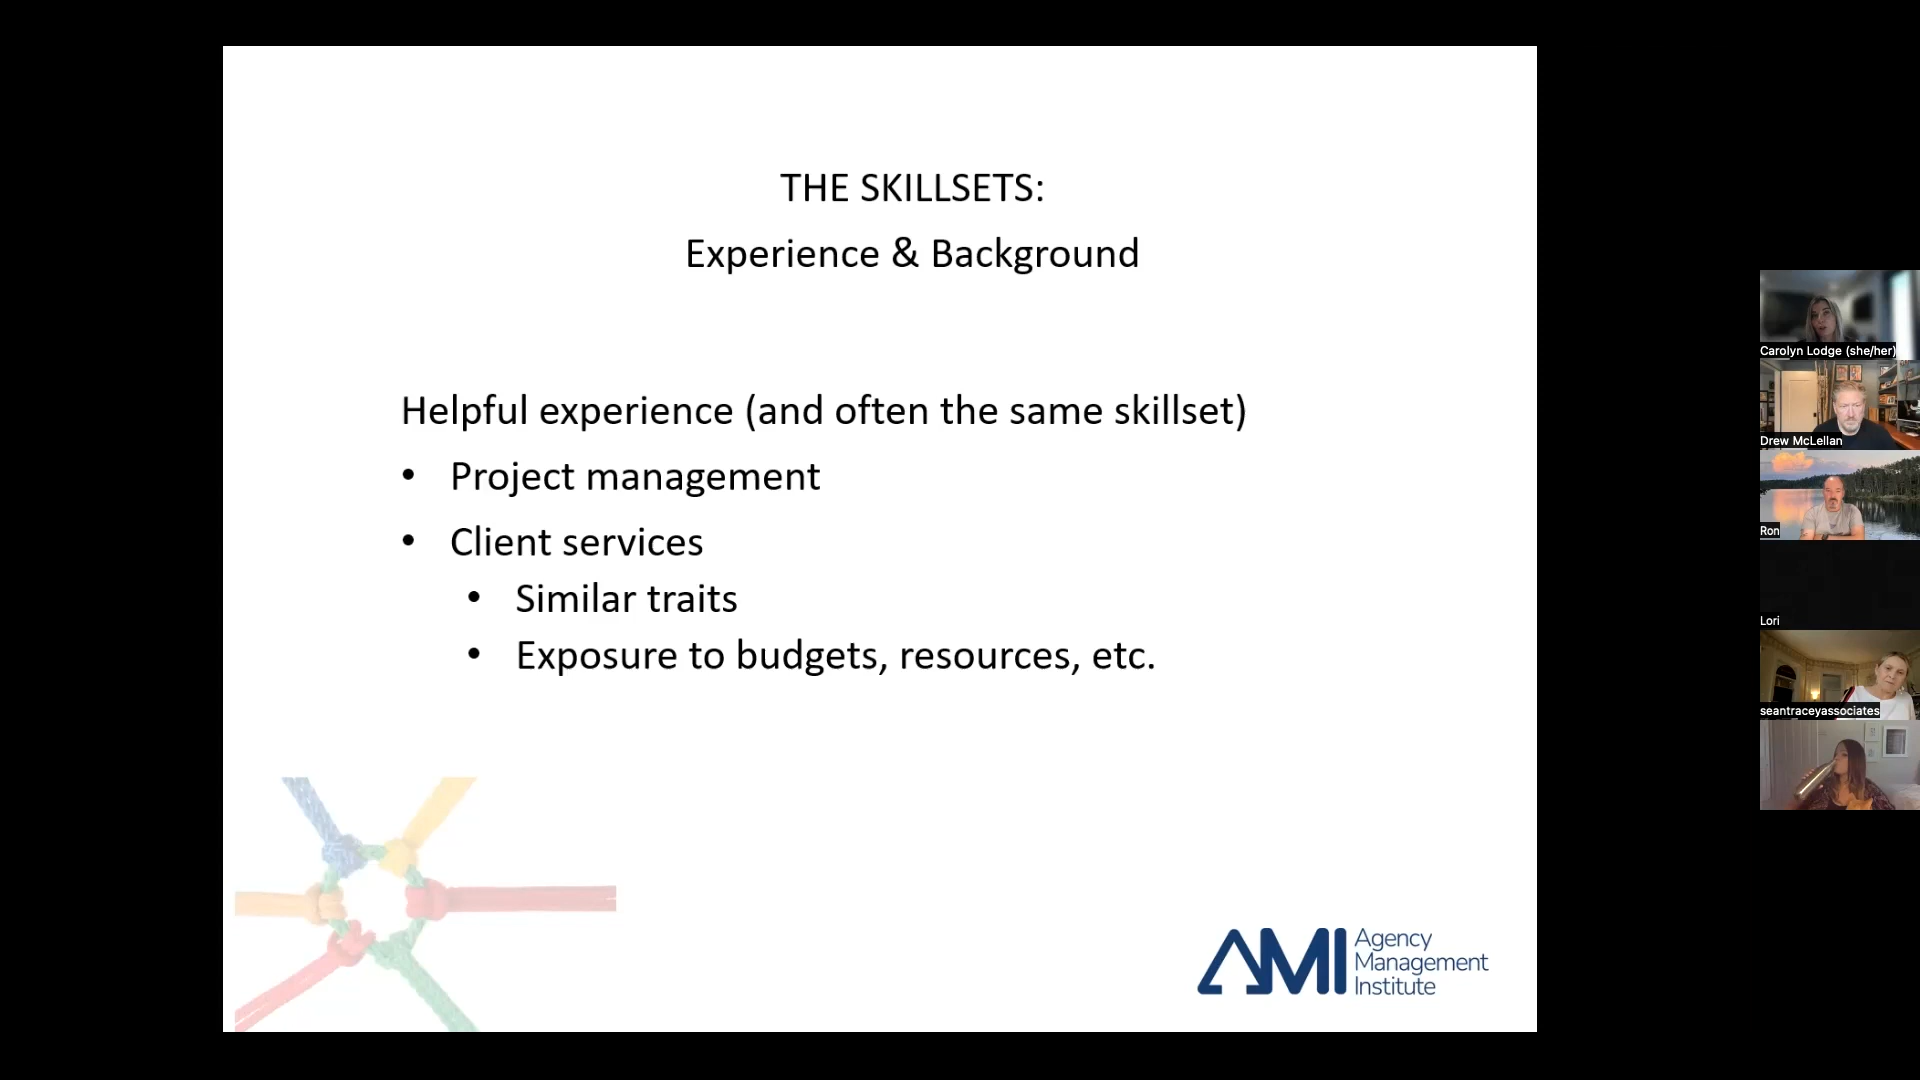 THE SKILLSETS:
Experience & Background
Helpful experience (and often the same skillset)
• Project management
• Client services
• Similar traits
• Exposure to budgets, resources, etc.
AMI
Agency
Management
Institute
Carolyn Lodge (she/her)
Drew McLellan
Ron
Lori
seantraceyassociates